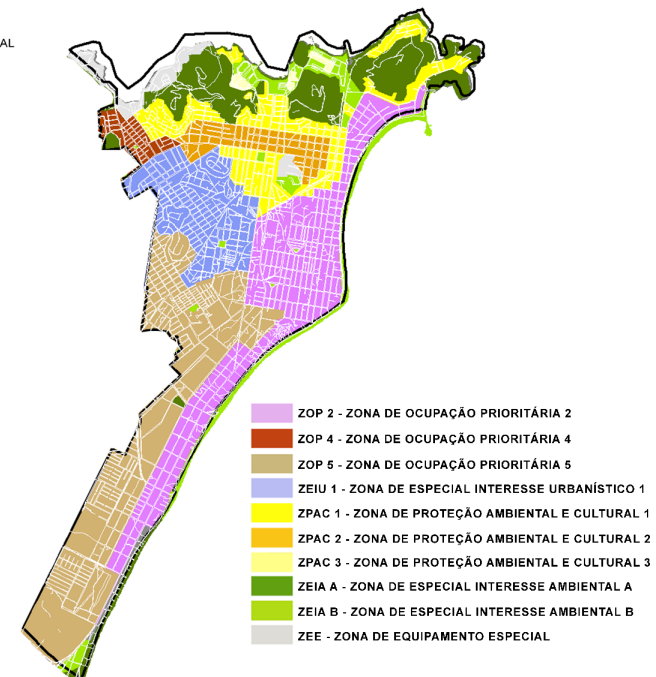 AL
ZOP 2 - ZONA DE OCUPAÇÃO PRIORITÁRIA 2
ZOP 4 - ZONA DE OCUPAÇÃO PRIORITÁRIA 4
ZOP 5 - ZONA DE OCUPAÇÃO PRIORITÁRIA 5
ZEIU 1 - ZONA DE ESPECIAL INTERESSE URBANÍSTICO 1
ZPAC 1 - ZONA DE PROTEÇÃO AMBIENTAL E CULTURAL 1
ZPAC 2 - ZONA DE PROTEÇÃO AMBIENTAL E CULTURAL 2
ZPAC 3 - ZONA DE PROTEÇÃO AMBIENTAL E CULTURAL 3
ZEIA A - ZONA DE ESPECIAL INTERESSE AMBIENTAL A
ZEIA B - ZONA DE ESPECIAL INTERESSE AMBIENTAL B
ZEE - ZONA DE EQUIPAMENTO ESPECIAL